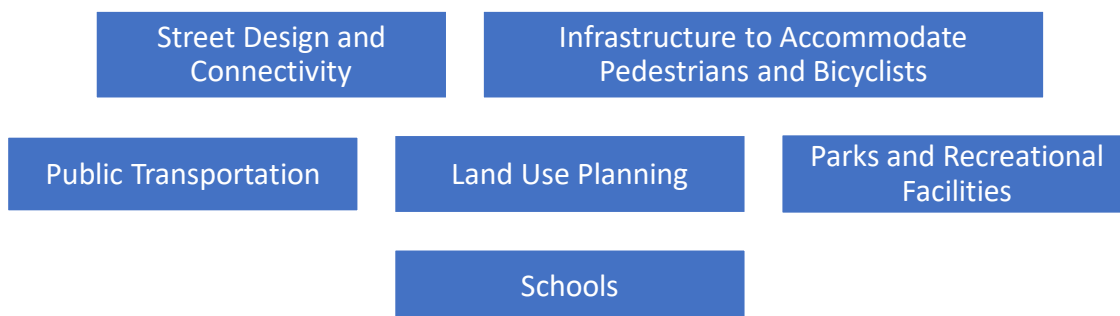 Street Design and
Connectivity
Infrastructure to Accommodate
Pedestrians and Bicyclists
Public Transportation
Land Use Planning
Parks and Recreational
Facilities
Schools